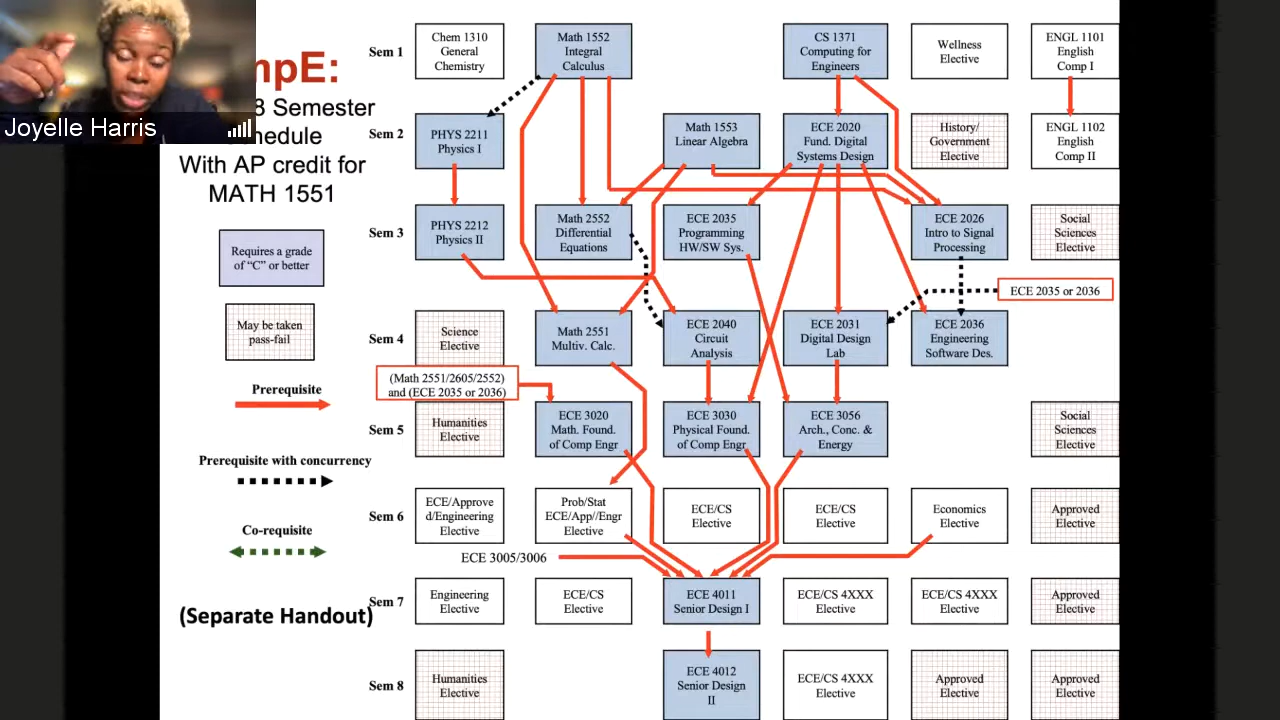 Joyelle Harris
mpE:
8 Semester
Schedule
With AP credit for
MATH 1551
Requires a grade
of “C” or better
May be taken
pass-fail
Prerequisite
Prerequisite with concurrency
Co-requisite
(Separate Handout)
Sem 1
Chem 1310
General
Chemistry
Math 1552
Integral
Calculus
CS 1371
Computing for
Engineers
Wellness
Elective
ENGL 1101
English
Comp I
Sem 2
PHYS 2211
Physics I
Math 1553
Linear Algebra
ECE 2020
Fund. Digital
Systems Design
History/
Government
Elective
ENGL 1102
English
Comp II
Sem 3
PHYS 2212
Physics II
Math 2552
Differential
Equations
ECE 2035
Programming
HW/SW Sys.
ECE 2026
Intro to Signal
Processing
Social
Sciences
Elective
ECE 2035 or 2036
Sem 4
Science
Elective
Math 2551
Multiv. Calc.
ECE 2040
Circuit
Analysis
ECE 2031
Digital Design
Lab
ECE 2036
Engineering
Software Des.
(Math 2551/2605/2552)
and (ECE 2035 or 2036)
Sem 5
Humanities
Elective
ECE 3020
Math. Found.
of Comp Engr
ECE 3030
Physical Found.
of Comp Engr
ECE 3056
Arch., Conc. &
Energy
Social
Sciences
Elective
Sem 6
ECE/Approve
d/Engineering
Elective
Prob/Stat
ECE/App//Engr
Elective
ECE/CS
Elective
ECE/CS
Elective
Economics
Elective
Approved
Elective
ECE 3005/3006
Sem 7
Engineering
Elective
ECE/CS
Elective
ECE 4011
Senior Design I
ECE/CS 4XXX
Elective
ECE/CS 4XXX
Elective
Approved
Elective
Sem 8
Humanities
Elective
ECE 4012
Senior Design
II
ECE/CS 4XXX
Elective
Approved
Elective
Approved
Elective